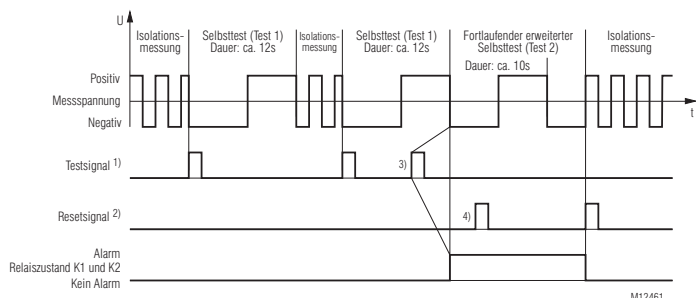 U
Isolations-
messung
Selbsttest (Test 1)
Dauer: ca. 12s
Isolations-
messung
Selbsttest (Test 1)
Dauer: ca. 12s
Fortlaufender erweiterter
Selbsttest (Test 2)
Dauer: ca. 10s
Isolations-
messung
Positiv
Messspannung
Negativ
t
Testsignal 1)
3)
Resetsignal 2)
4)
Alarm
Relaiszustand K1 und K2
Kein Alarm
M12461